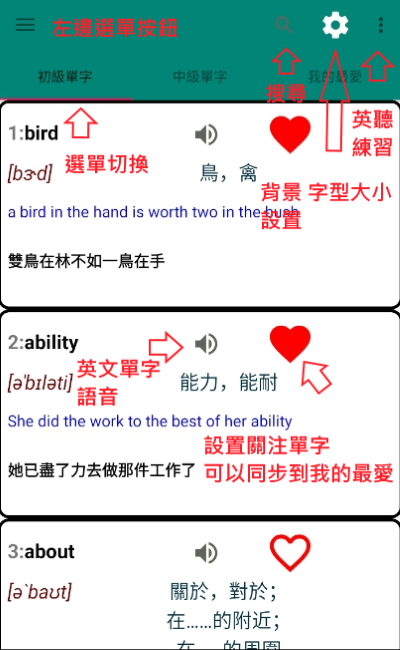 左邊選單按鈕
初級單字 中級單字 我的最愛
搜尋
英聽
練習
1:bird
選單切換
[bɝd] 鳥，禽
背景 字型大小
設置
a bird in the hand is worth two in the bush
雙鳥在林不如一鳥在手
2:ability
英文單字
語音
[əˋbɪləti] 能力，能耐
She did the work to the best of her ability
設置關注單字
可以同步到我的最愛
她已盡了力去做那件工作了
3:about
[əˋbaʊt] 關於，對於；
在……的附近；
在……的周圍